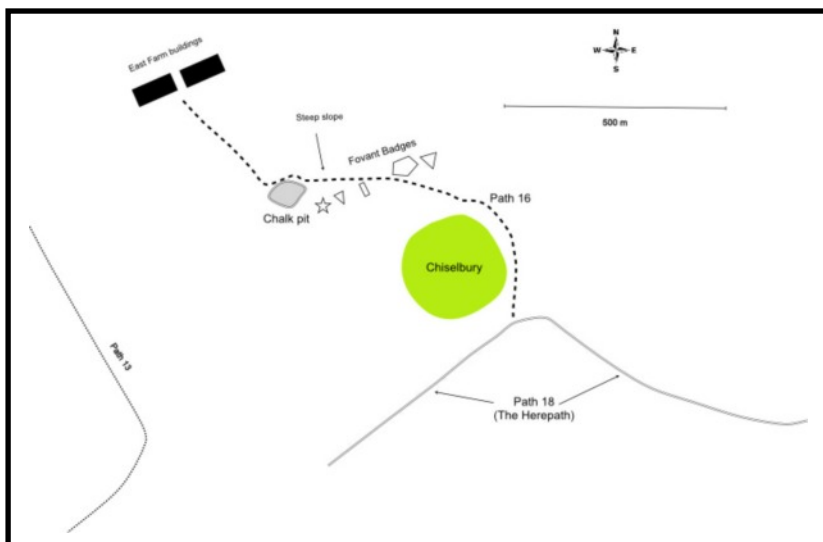 East Farm buildings
N
W E
S
500 m
Steep slope
Fovant Badges
Path 16
Chalk pit
Chiselbury
Path 13
Path 18
(The Herepath)